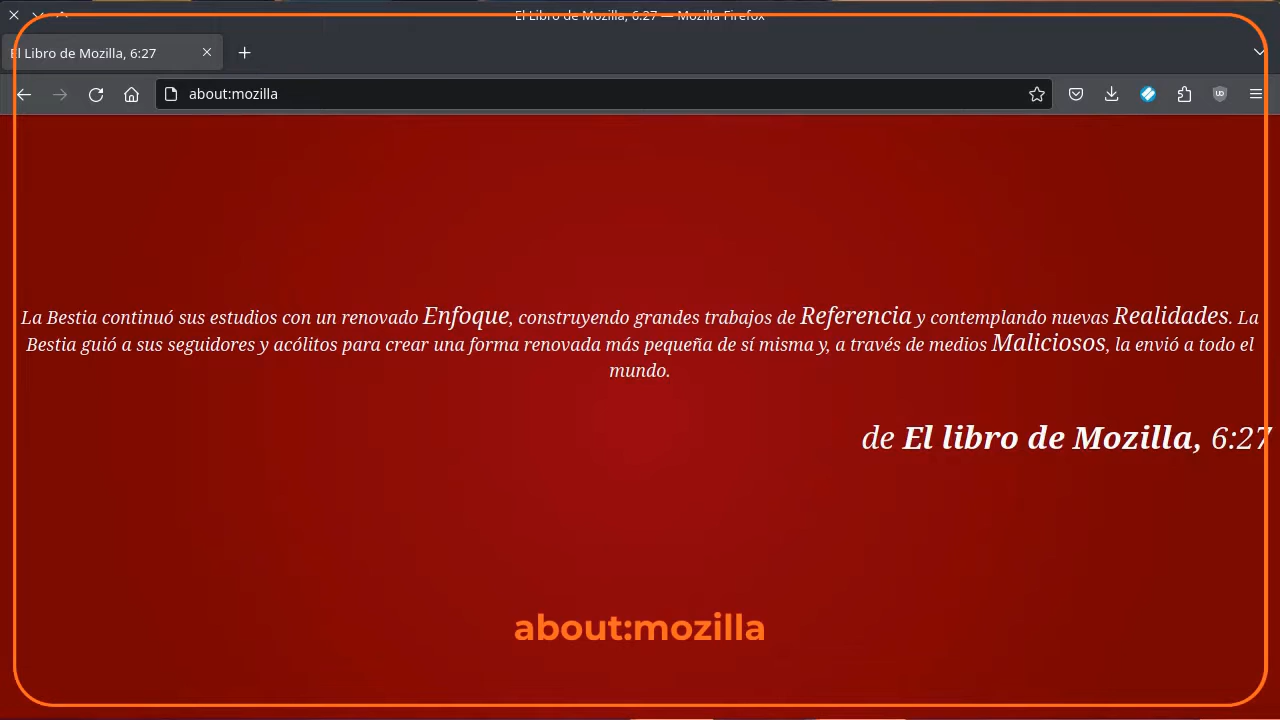 El Libro de Mozilla, 6:27 — Mozilla Firefox
El Libro de Mozilla, 6:27
about:mozilla
La Bestia continuó sus estudios con un renovado Enfoque, construyendo grandes trabajos de Referencia y contemplando nuevas Realidades. La
Bestia guió a sus seguidores y acólitos para crear una forma renovada más pequeña de sí misma y, a través de medios Maliciosos, la envió a todo el
mundo.
de El libro de Mozilla, 6:27
about:mozilla